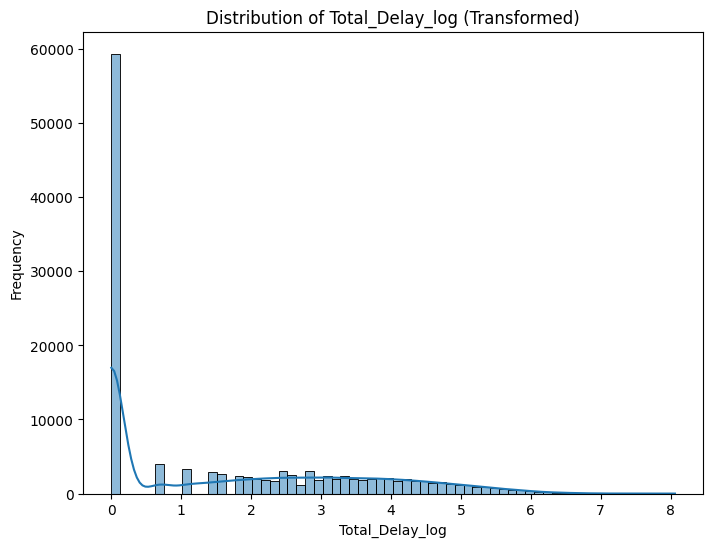 Distribution of Total_Delay_log (Transformed)
Frequency
60000
50000
40000
30000
20000
10000
0
0 1 2 3 4 5 6 7 8
Total_Delay_log